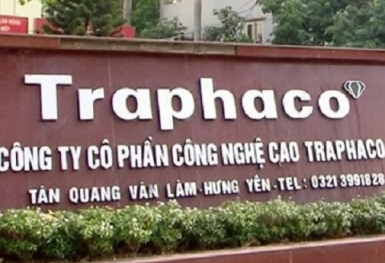 Traphaco
CÔNG TY CỔ PHẦN CÔNG NGHỆ CAO TRAPHACO
TÂN QUANG VĂN LÂM-HƯNG YÊN-TEL: 0321 3991828